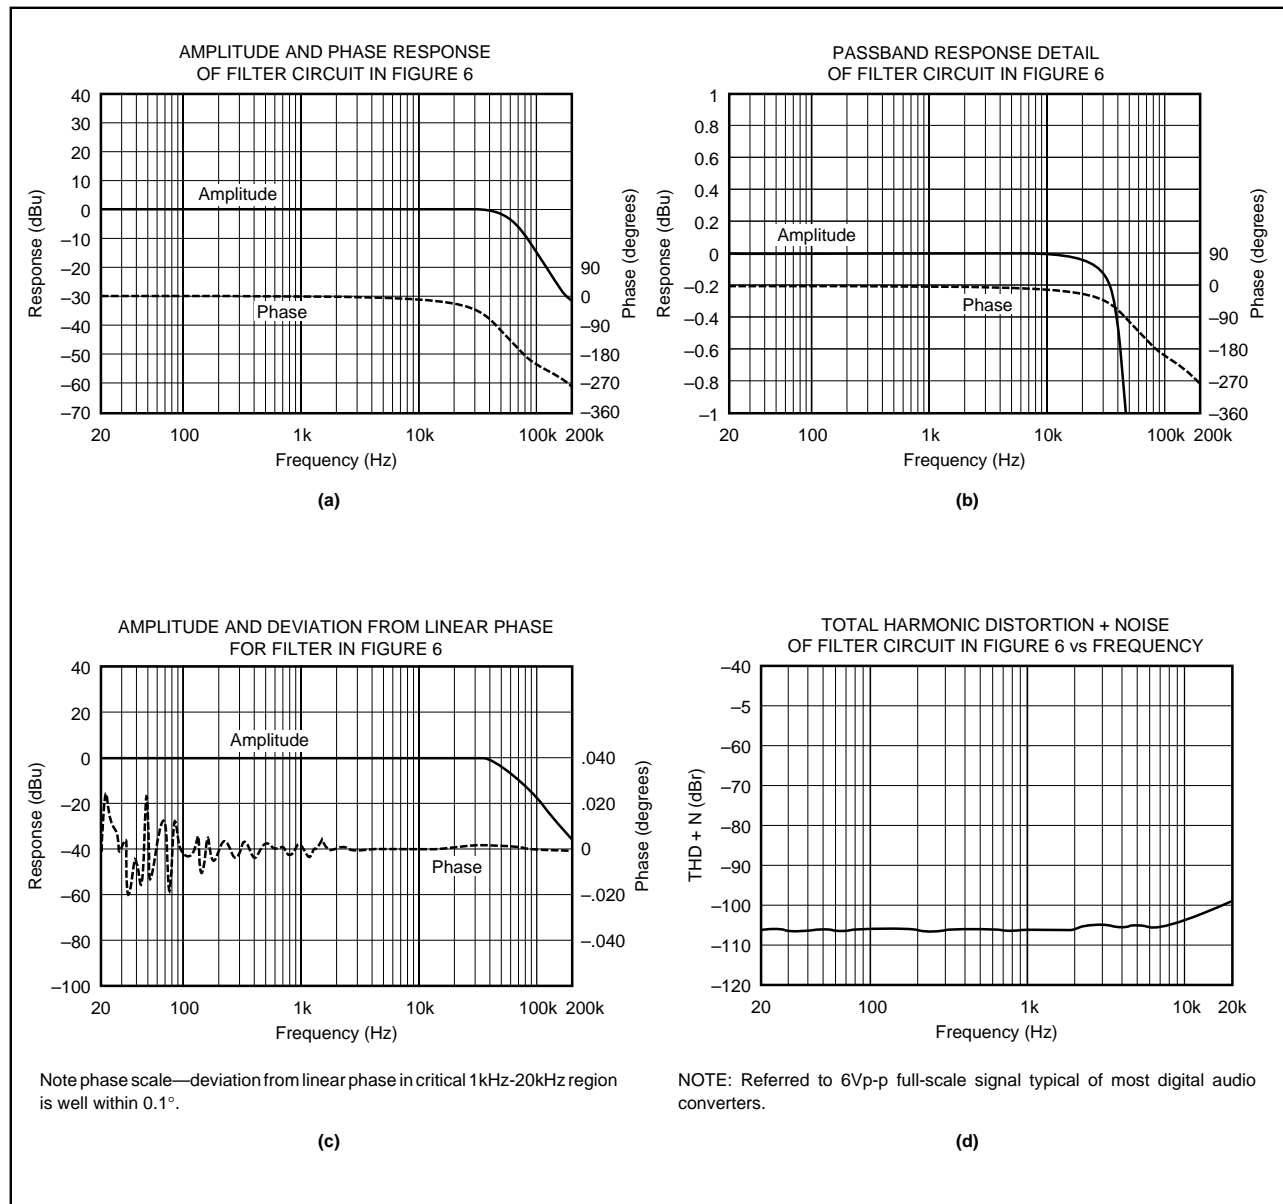 AMPLITUDE AND PHASE RESPONSE
OF FILTER CIRCUIT IN FIGURE 6
40
30
20
10
0
–10
–20
–30
–40
–50
–60
–70
Response (dBu)
Amplitude
Phase
90
0
–90
–180
–270
–360
Phase (degrees)
20 100 1k 10k 100k 200k
Frequency (Hz)
(a)
PASSBAND RESPONSE DETAIL
OF FILTER CIRCUIT IN FIGURE 6
1
0.8
0.6
0.4
0.2
0
–0.2
–0.4
–0.6
–0.8
–1
Response (dBu)
Amplitude
Phase
90
0
–90
–180
–270
–360
Phase (degrees)
20 100 1k 10k 100k 200k
Frequency (Hz)
(b)
AMPLITUDE AND DEVIATION FROM LINEAR PHASE
FOR FILTER IN FIGURE 6
40
20
0
–20
–40
–60
–80
–100
Response (dBu)
Amplitude
Phase
.040
.020
0
–.020
–.040
Phase (degrees)
20 100 1k 10k 100k 200k
Frequency (Hz)
Note phase scale—deviation from linear phase in critical 1kHz-20kHz region
is well within 0.1°.
(c)
TOTAL HARMONIC DISTORTION + NOISE
OF FILTER CIRCUIT IN FIGURE 6 vs FREQUENCY
–40
–5
–60
–70
–80
–90
–100
–110
–120
THD + N (dBr)
20 100 1k 10k 20k
Frequency (Hz)
NOTE: Referred to 6Vp-p full-scale signal typical of most digital audio
converters.
(d)